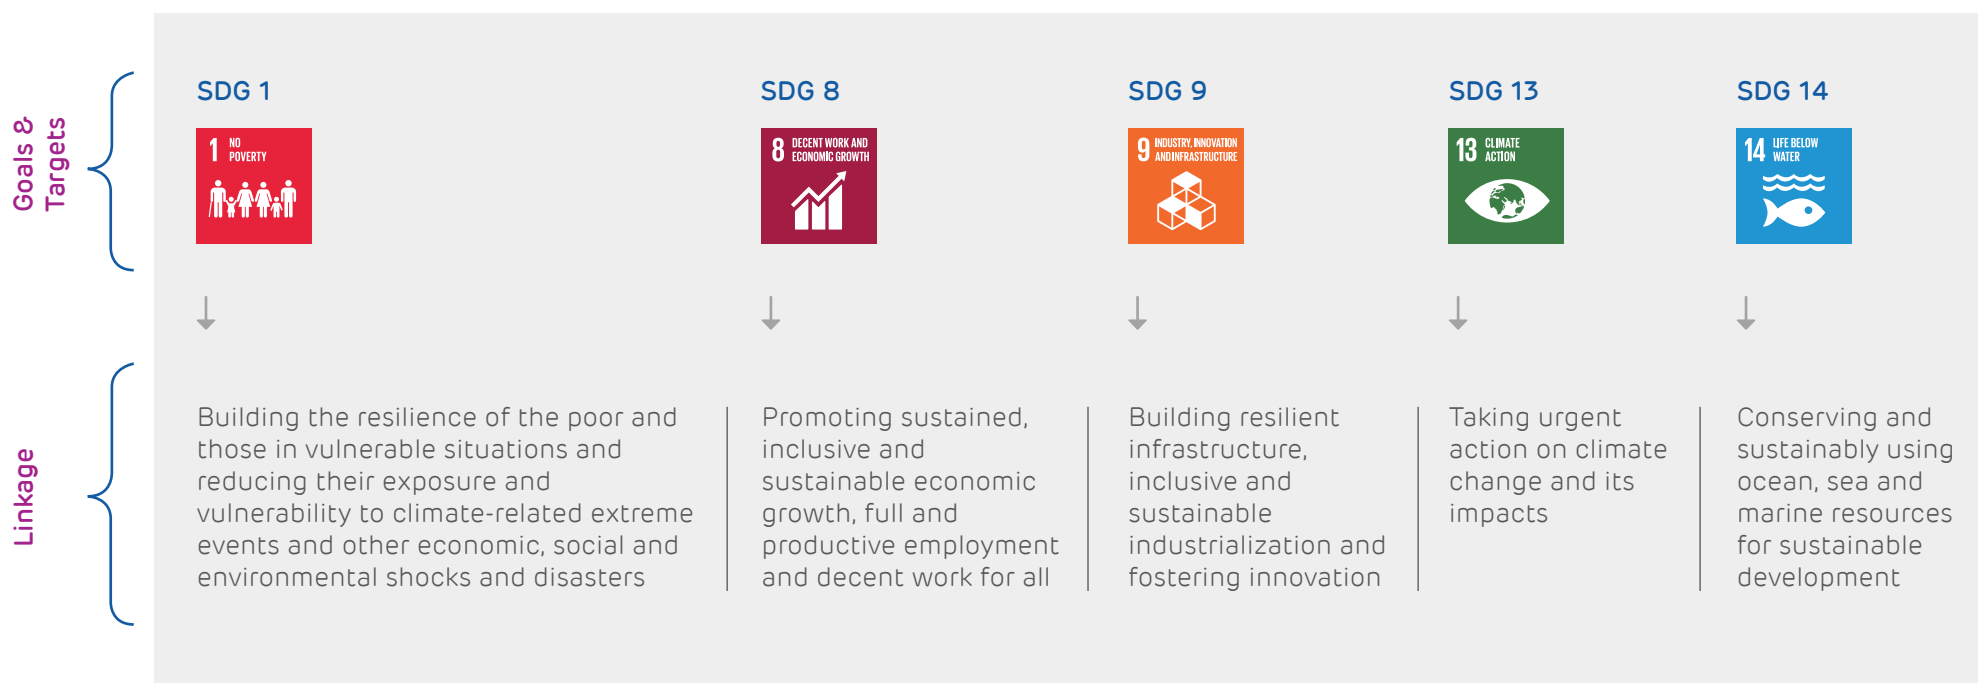 Goals &
Targets
SDG 1
1 NO
POVERTY
SDG 8
8 DECENT WORK AND
ECONOMIC GROWTH
SDG 9
9 INDUSTRY, INNOVATION
AND INFRASTRUCTURE
SDG 13
13 CLIMATE
ACTION
SDG 14
14 LIFE BELOW
WATER
Linkage
Building the resilience of the poor and
those in vulnerable situations and
reducing their exposure and
vulnerability to climate-related extreme
events and other economic, social and
environmental shocks and disasters
Promoting sustained,
inclusive and
sustainable economic
growth, full and
productive employment
and decent work for all
Building resilient
infrastructure,
inclusive and
sustainable
industrialization and
fostering innovation
Taking urgent
action on climate
change and its
impacts
Conserving and
sustainably using
ocean, sea and
marine resources
for sustainable
development